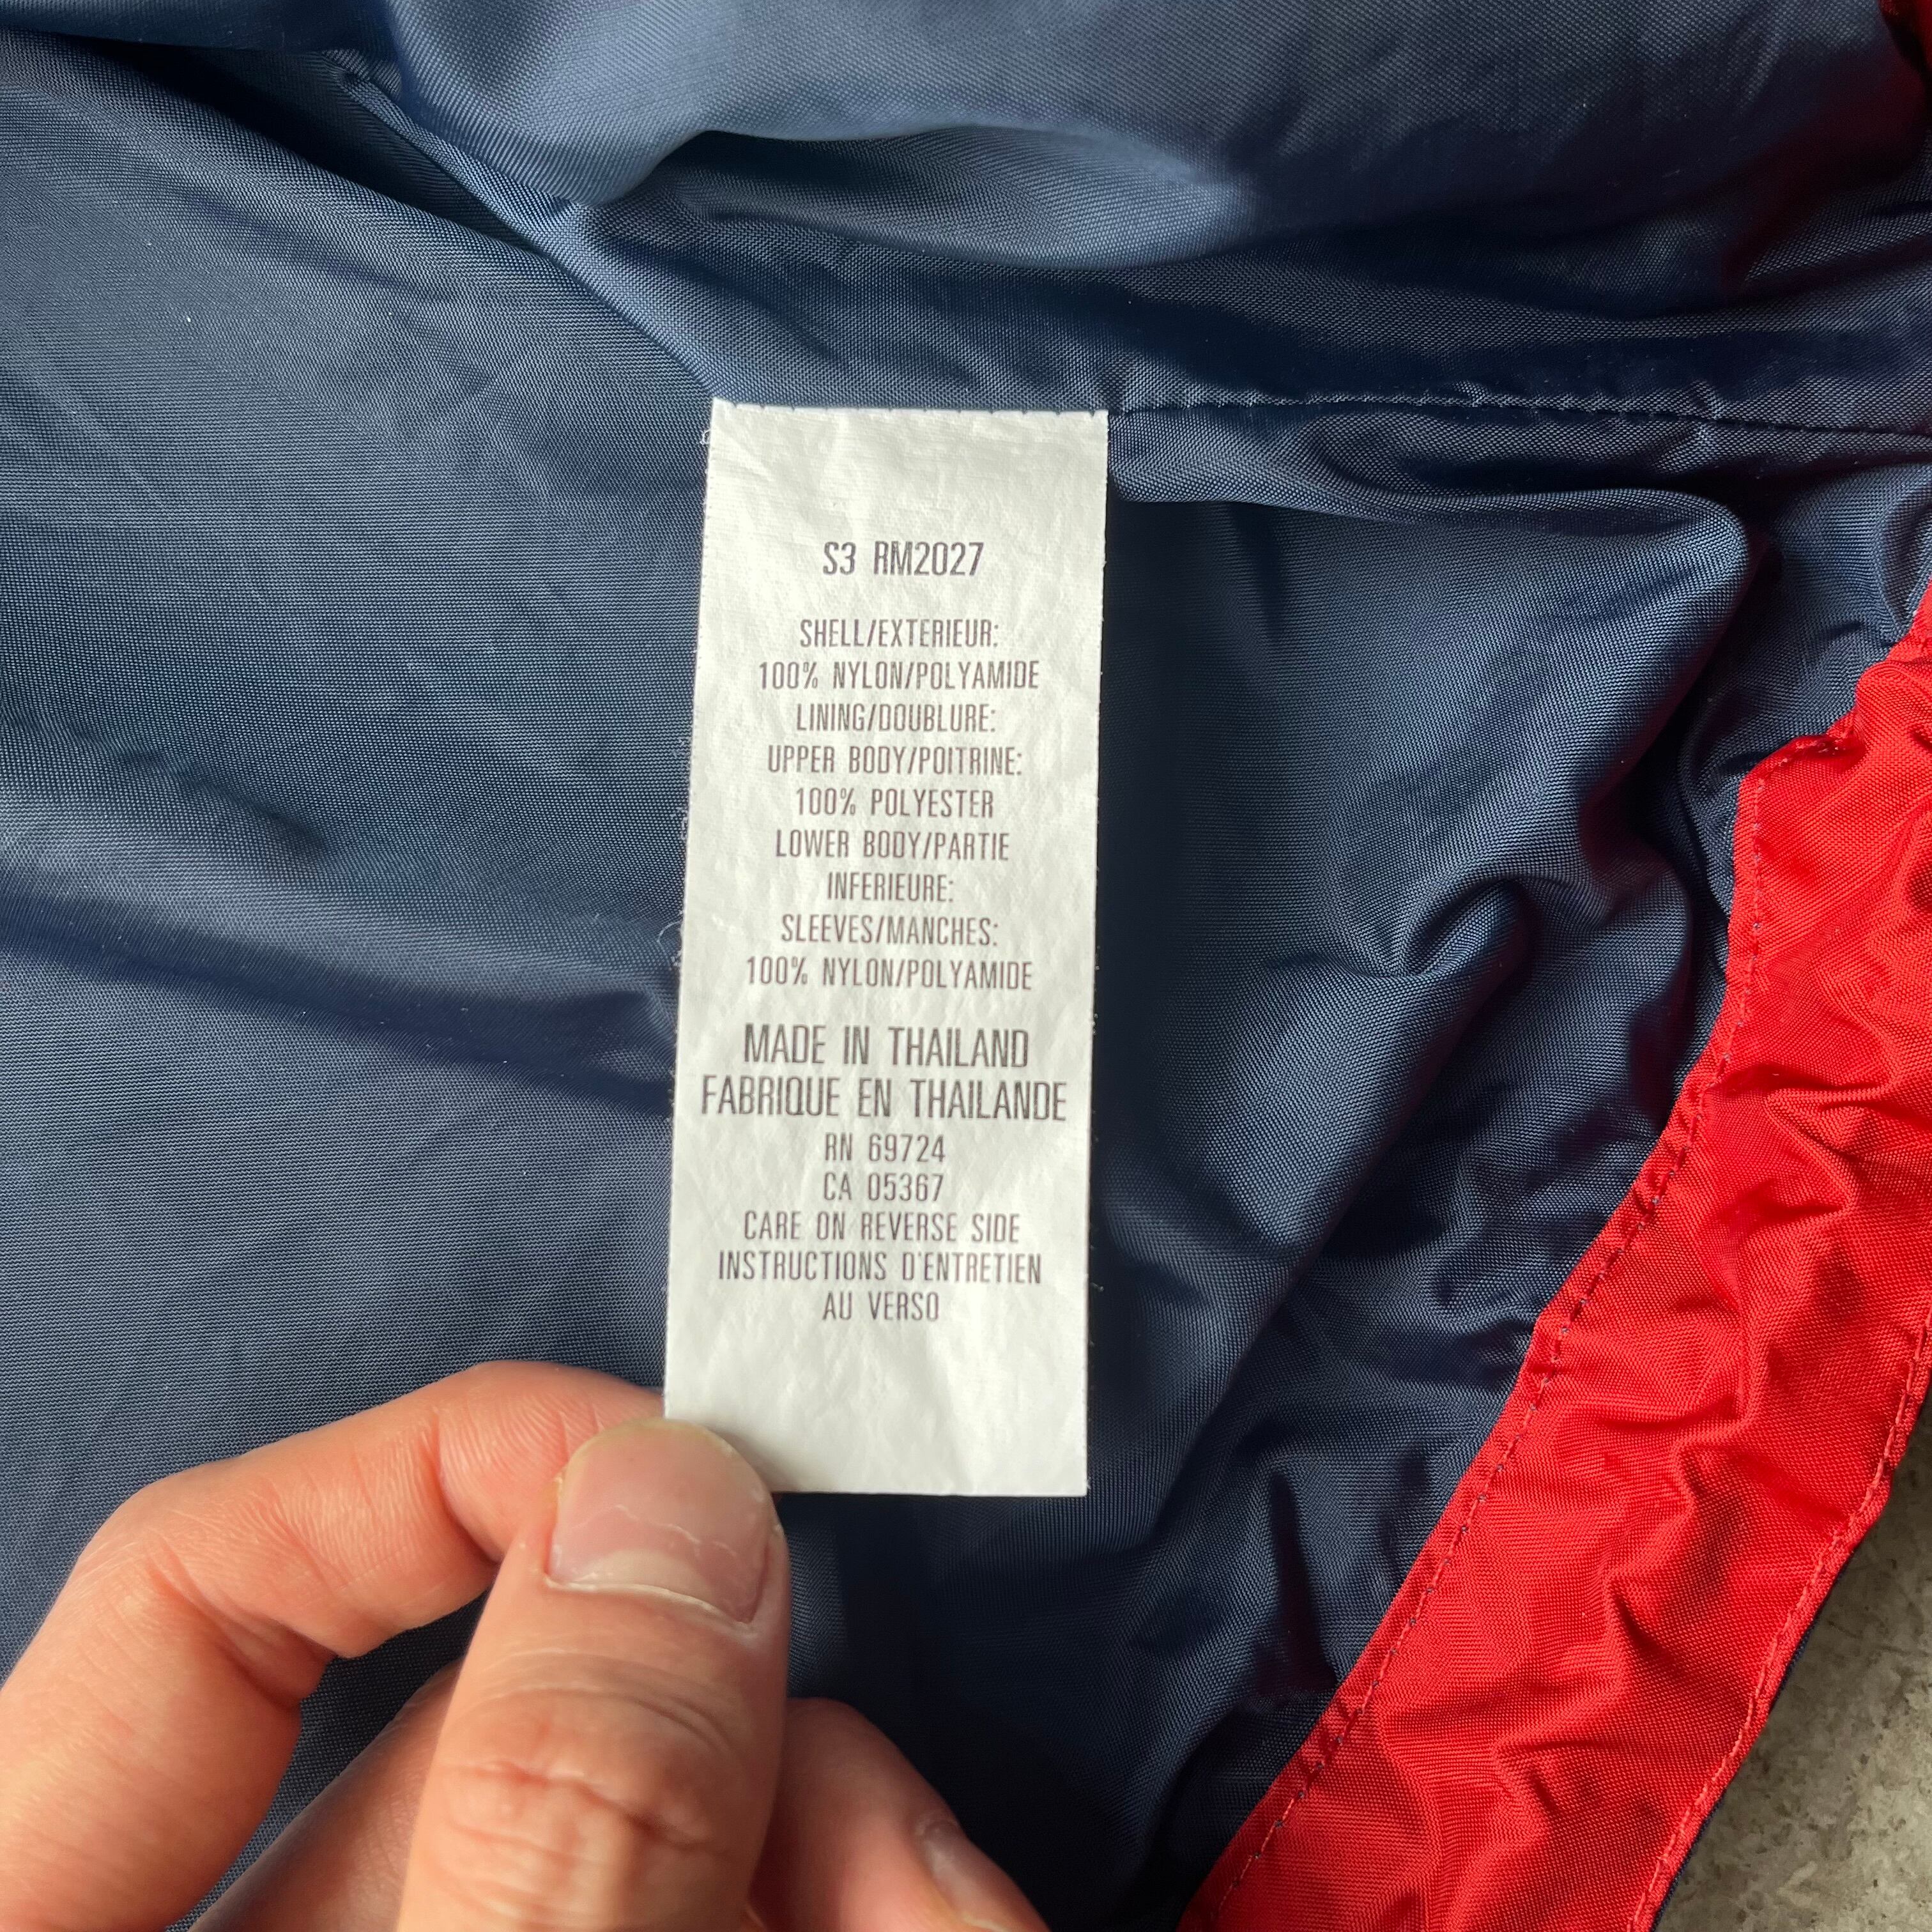 S3 RM2027
SHELL/EXTERIEUR:
100% NYLON/POLYAMIDE
LINING/DOUBLURE:
UPPER BODY/POITRINE:
100% POLYESTER
LOWER BODY/PARTIE
INFERIEURE:
SLEEVES/MANCHES:
100% NYLON/POLYAMIDE
MADE IN THAILAND
FABRIQUE EN THAILANDE
RN 69724
CA 05367
CARE ON REVERSE SIDE
INSTRUCTIONS D'ENTRETIEN
AU VERSO